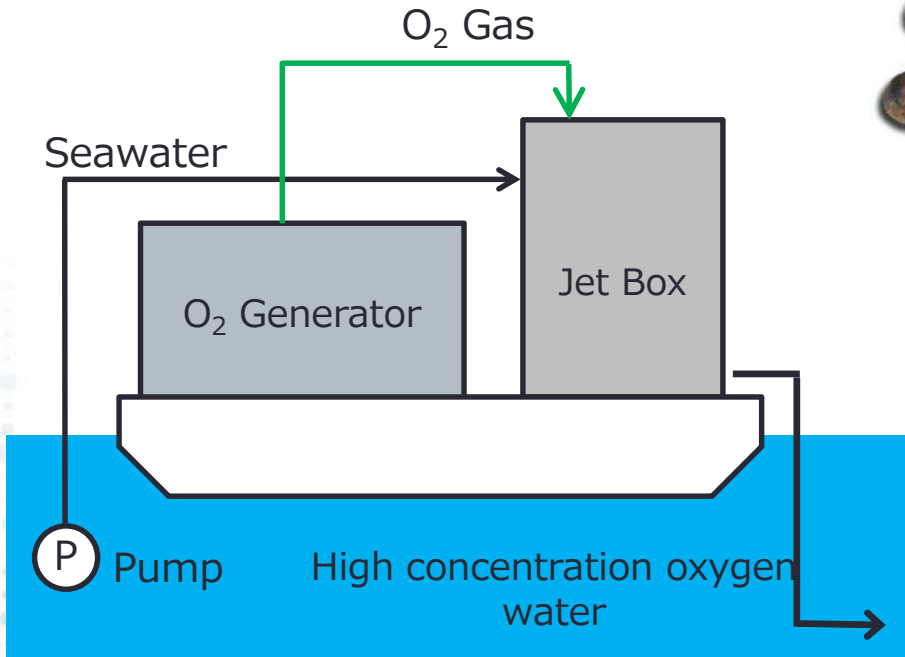 O₂ Gas
Seawater
Jet Box
O₂ Generator
P
Pump
High concentration oxygen
water